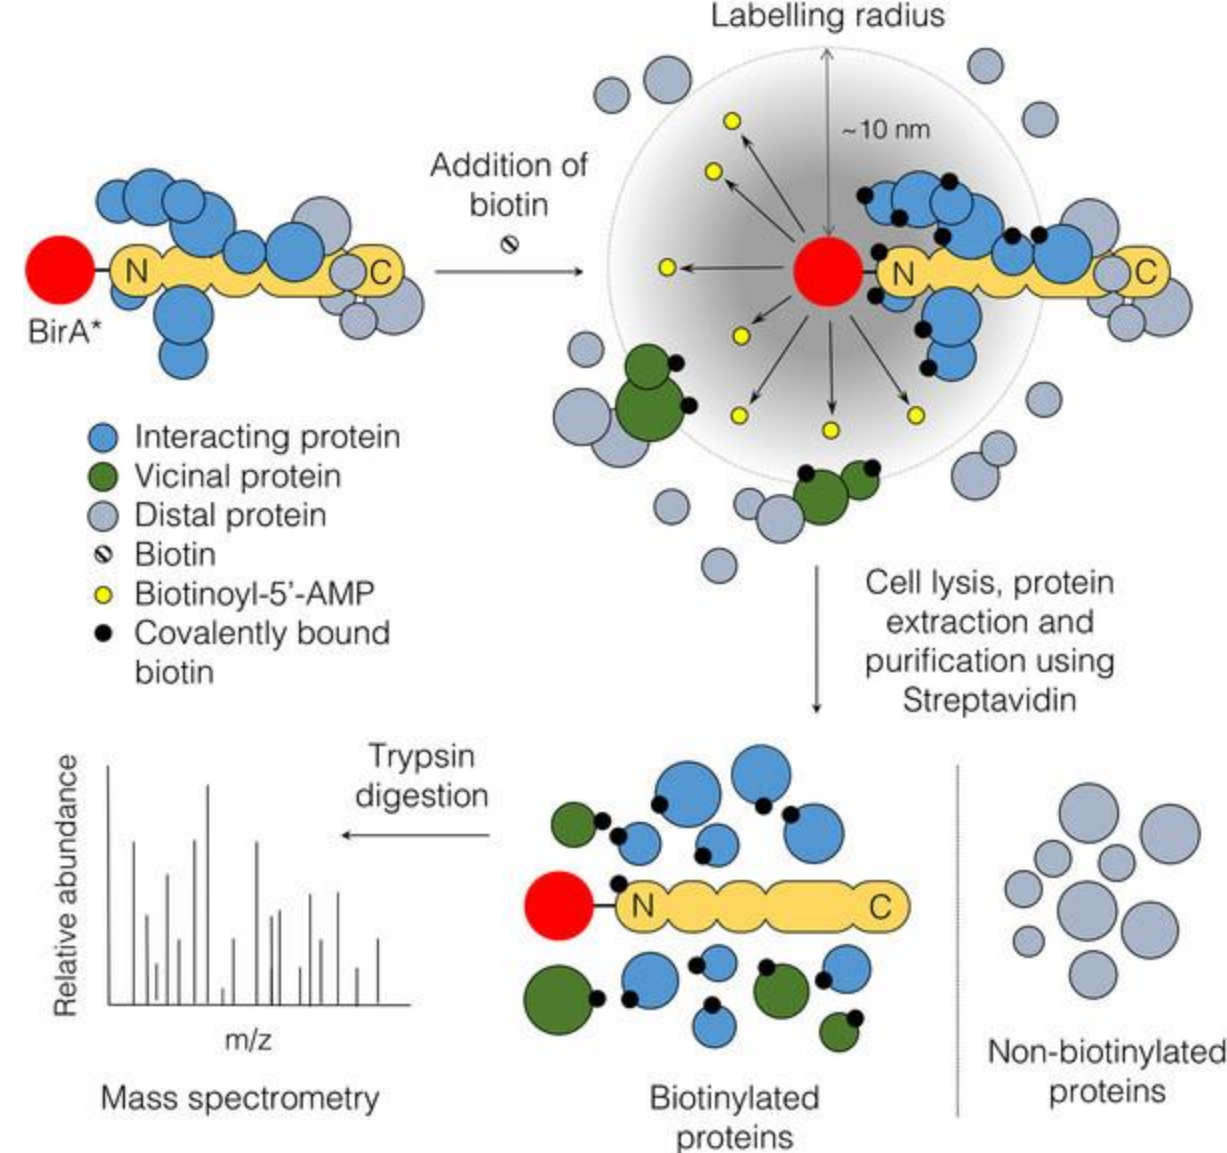 Labelling radius
~10 nm
Addition of
biotin
N
C
BirA*
N
C
Interacting protein
Vicinal protein
Distal protein
Biotin
Biotinoyl-5'-AMP
Covalently bound
biotin
Cell lysis, protein
extraction and
purification using
Streptavidin
Trypsin
digestion
Relative abundance
m/z
Mass spectrometry
N
C
Biotinylated
proteins
Non-biotinylated
proteins